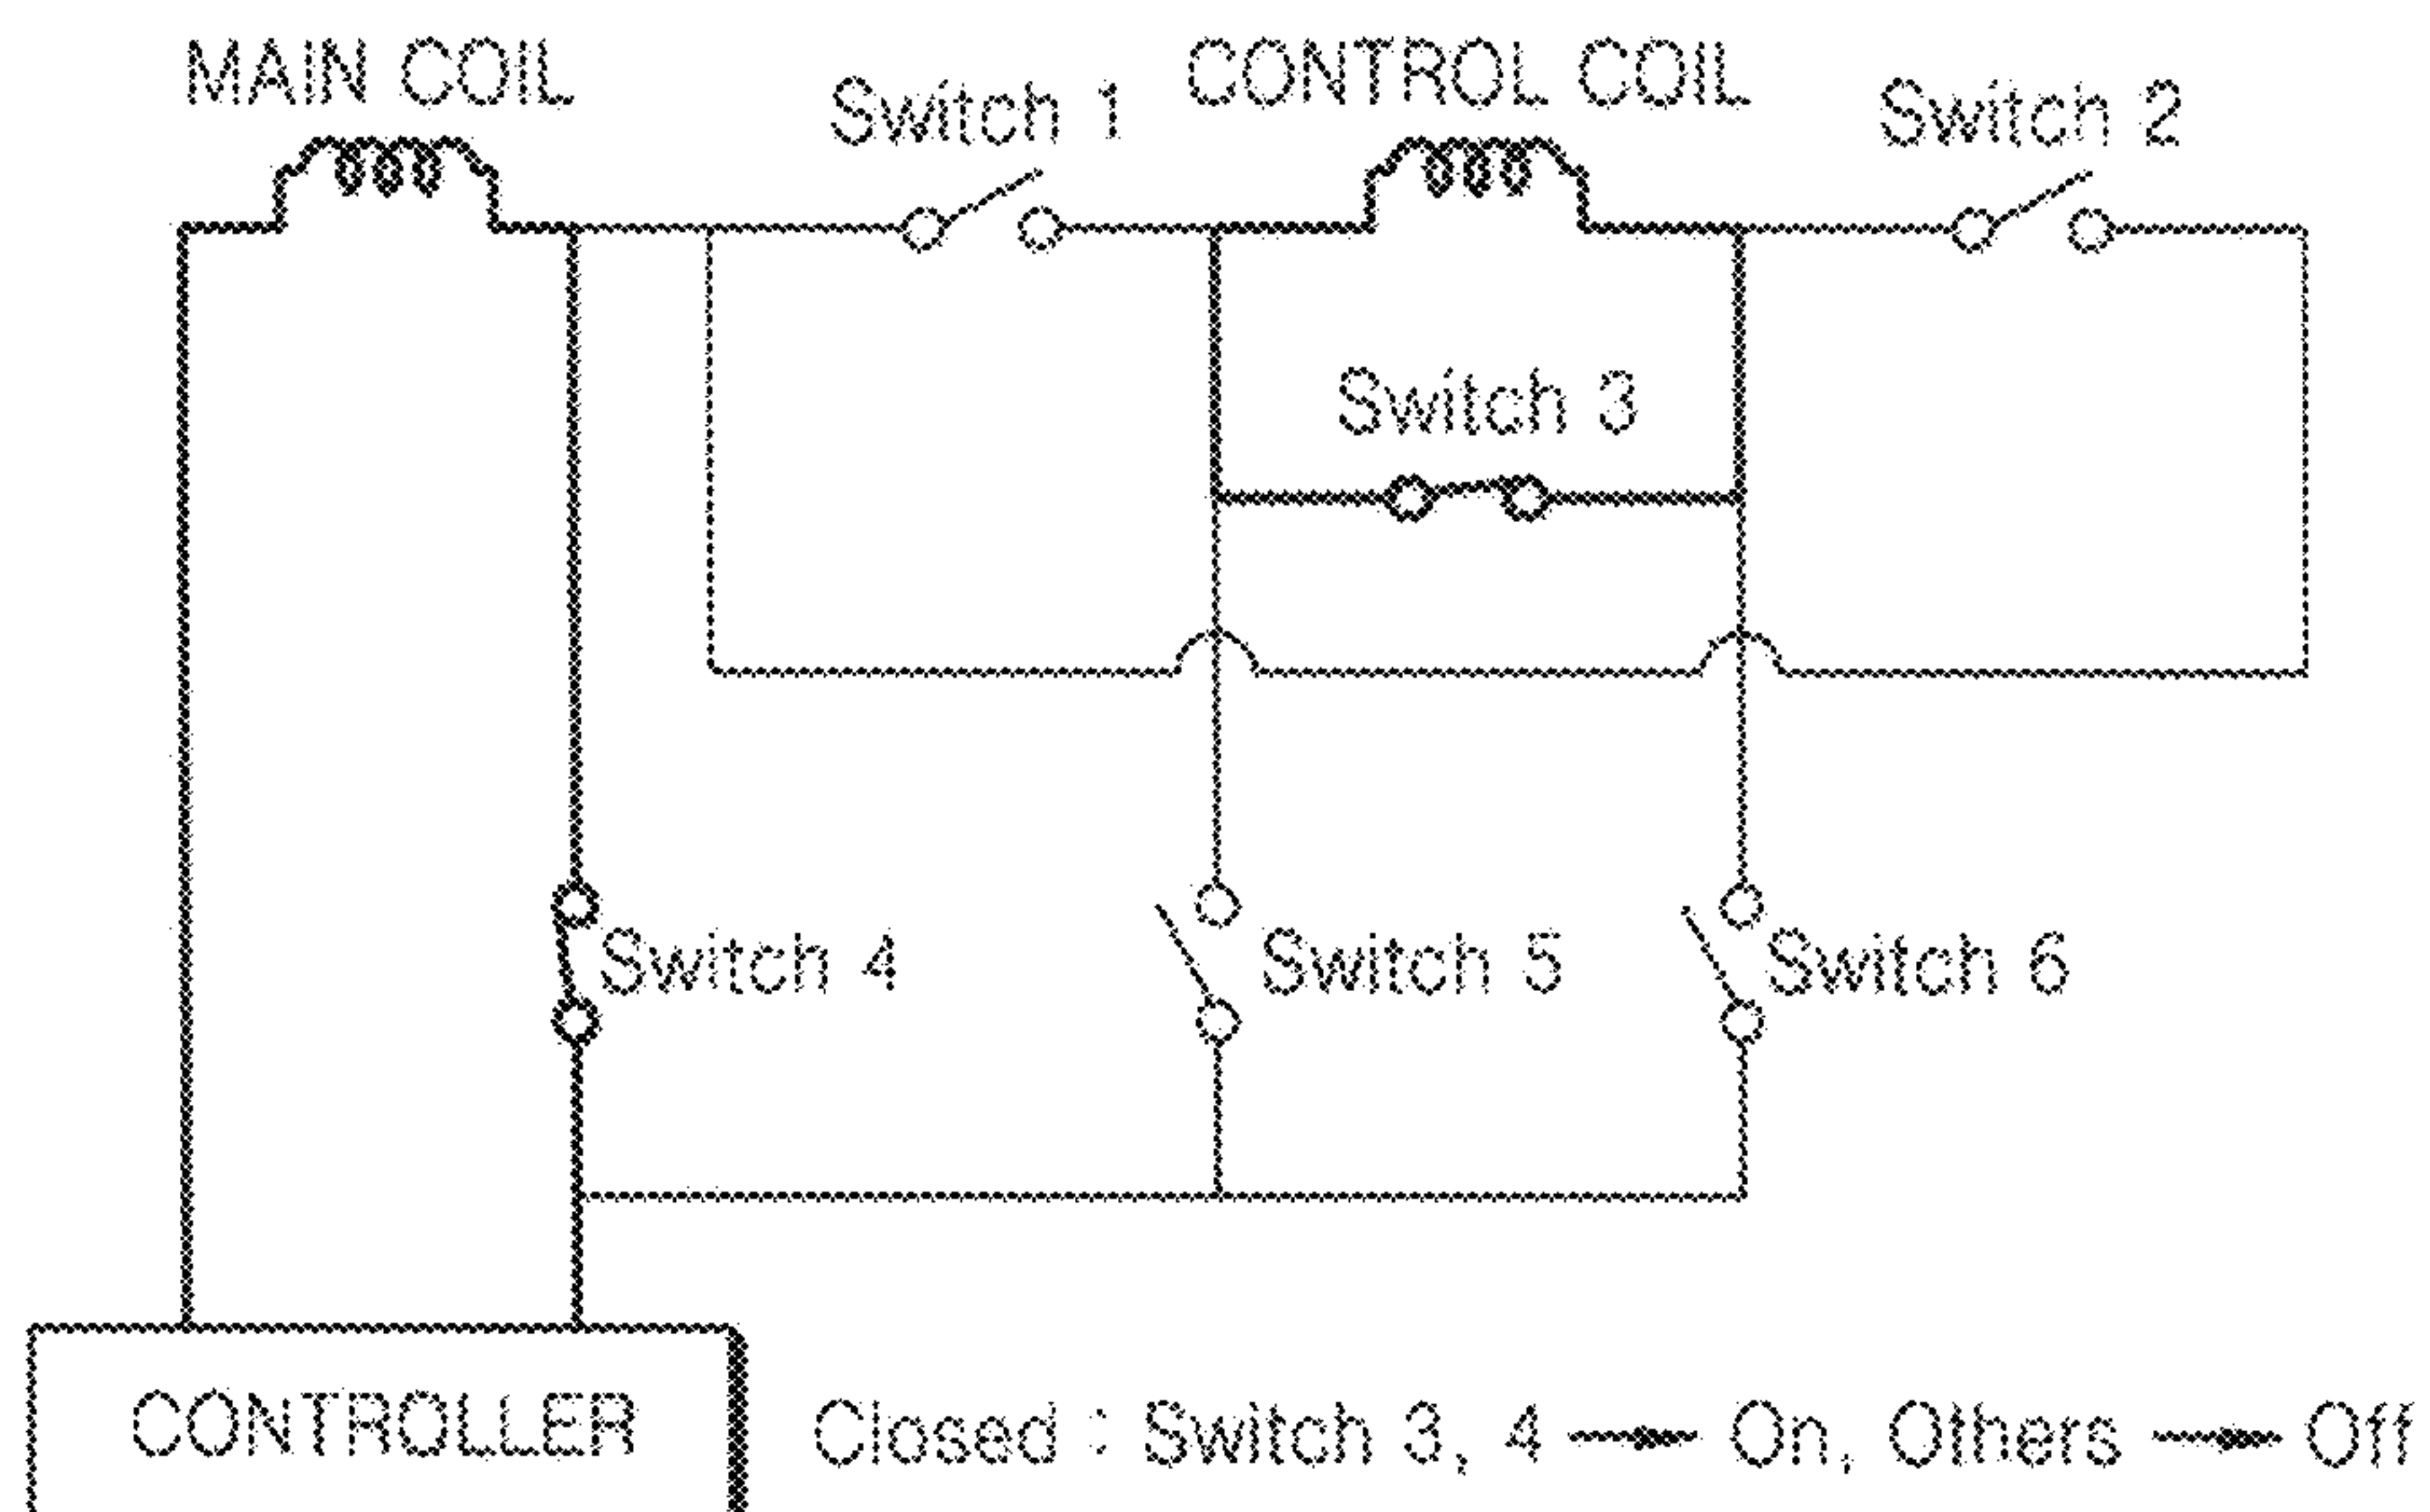 MAIN COIL
Switch 1
CONTROL COIL
Switch 2
Switch 3
Switch 4
Switch 5
Switch 6
CONTROLLER
Closed : Switch 3, 4 → On, Others → Off